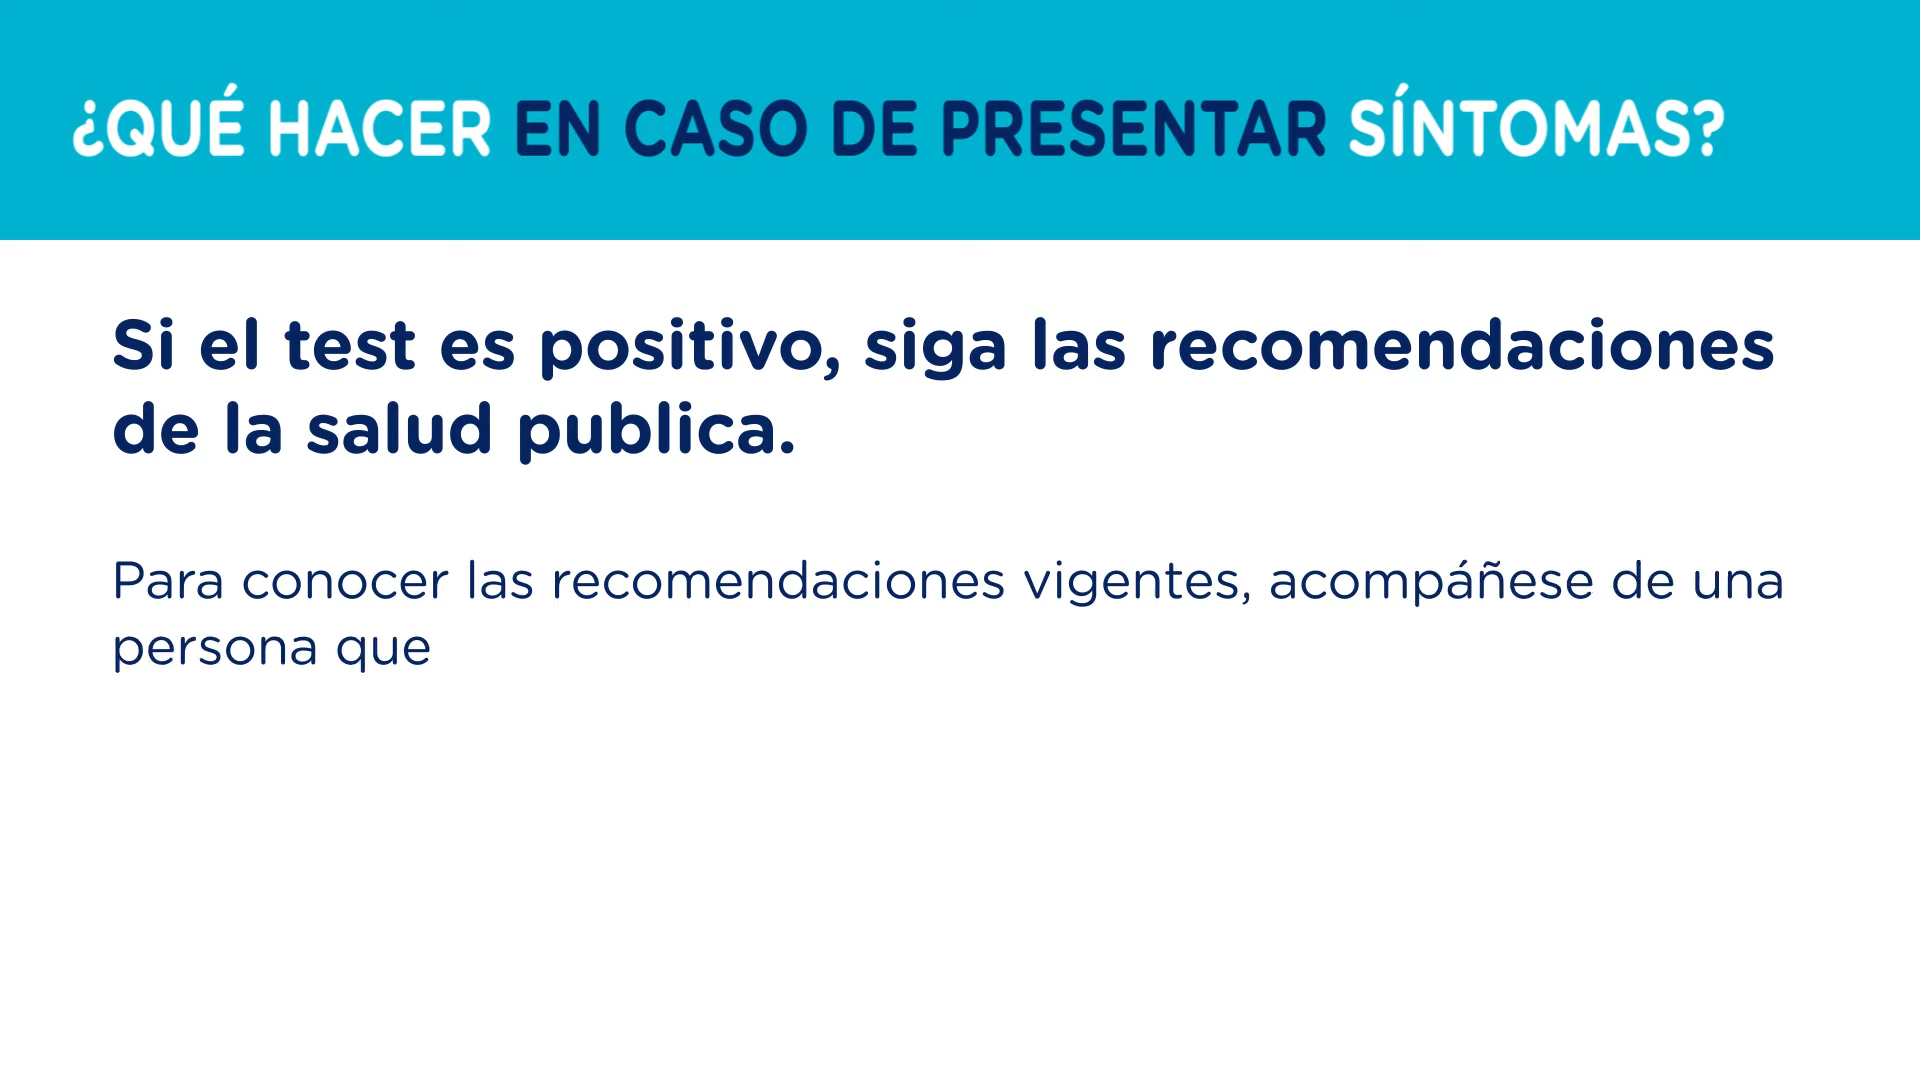 ¿QUÉ HACER EN CASO DE PRESENTAR SÍNTOMAS?
Si el test es positivo, siga las recomendaciones
de la salud publica.
Para conocer las recomendaciones vigentes, acompáñese de una
persona que